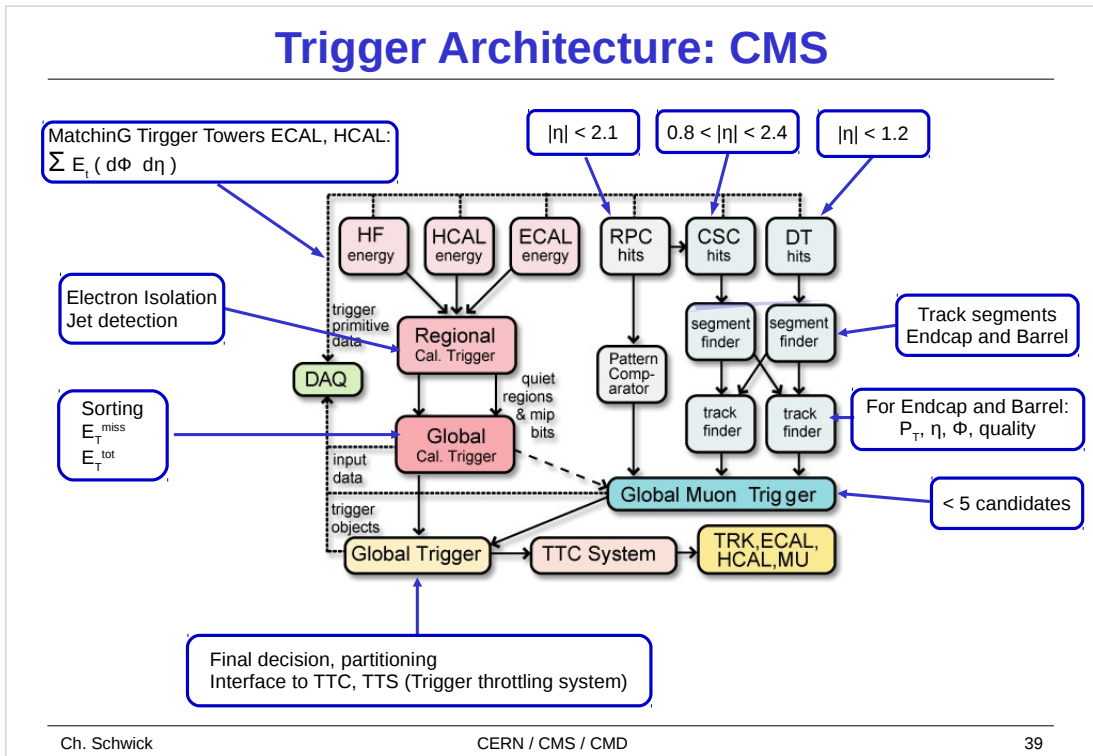 Trigger Architecture: CMS
MatchinG Tirgger Towers ECAL, HCAL:
Σ Eₜ ( dΦ dη )
|η| < 2.1
0.8 < |η| < 2.4
|η| < 1.2
HF
energy
HCAL
energy
ECAL
energy
RPC
hits
CSC
hits
DT
hits
Electron Isolation
Jet detection
trigger
primitive
data
Regional
Cal. Trigger
segment
finder
segment
finder
Track segments
Endcap and Barrel
DAQ
quiet
regions
& mip
bits
Pattern
Comp-
arator
Sorting
E_T^miss
E_T^tot
Global
Cal. Trigger
track
finder
track
finder
For Endcap and Barrel:
P_T, η, Φ, quality
input
data
Global Muon Trigger
< 5 candidates
trigger
objects
Global Trigger
TTC System
TRK,ECAL,
HCAL,MU
Final decision, partitioning
Interface to TTC, TTS (Trigger throttling system)
Ch. Schwick
CERN / CMS / CMD
39